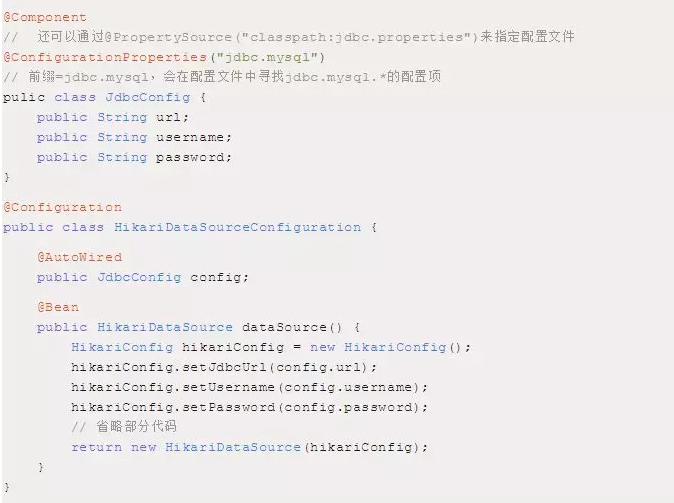 @Component
//  还可以通过@PropertySource("classpath:jdbc.properties")来指定配置文件
@ConfigurationProperties("jdbc.mysql")
// 前缀=jdbc.mysql，会在配置文件中寻找jdbc.mysql.*的配置项
pulic class JdbcConfig {
    public String url;
    public String username;
    public String password;
}
@Configuration
public class HikariDataSourceConfiguration {
    @AutoWired
    public JdbcConfig config;
    @Bean
    public HikariDataSource dataSource() {
        HikariConfig hikariConfig = new HikariConfig();
        hikariConfig.setJdbcUrl(config.url);
        hikariConfig.setUsername(config.username);
        hikariConfig.setPassword(config.password);
        // 省略部分代码
        return new HikariDataSource(hikariConfig);
    }
}